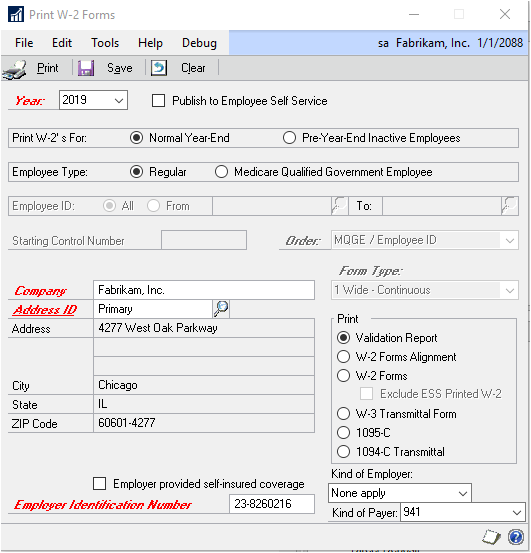 Print W-2 Forms
File Edit Tools Help Debug sa Fabrikam, Inc. 1/1/2088
Print Save Clear
Year: 2019 Publish to Employee Self Service
Print W-2' s For: Normal Year-End Pre-Year-End Inactive Employees
Employee Type: Regular Medicare Qualified Government Employee
Employee ID: All From To:
Starting Control Number Order: MQGE / Employee ID
Form Type:
Company Fabrikam, Inc. 1 Wide - Continuous
Address ID Primary
Address 4277 West Oak Parkway
City Chicago
State IL
ZIP Code 60601-4277
Print
Validation Report
W-2 Forms Alignment
W-2 Forms
Exclude ESS Printed W-2
W-3 Transmittal Form
1095-C
1094-C Transmittal
Employer provided self-insured coverage
Employer Identification Number 23-8260216
Kind of Employer:
None apply
Kind of Payer: 941